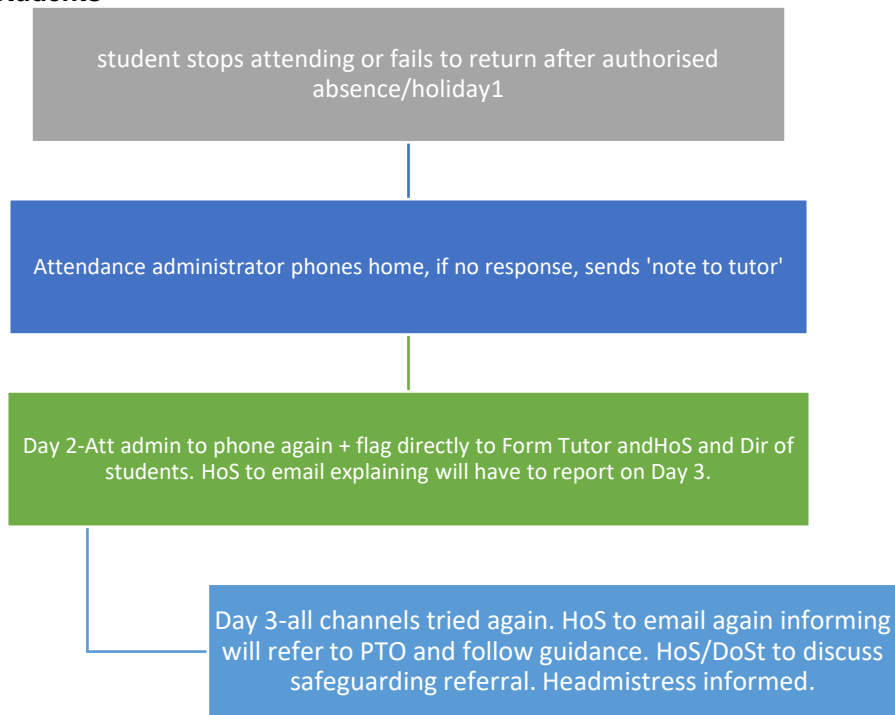 student stops attending or fails to return after authorised
absence/holiday1
Attendance administrator phones home, if no response, sends 'note to tutor'
Day 2-Att admin to phone again + flag directly to Form Tutor andHoS and Dir of
students. HoS to email explaining will have to report on Day 3.
Day 3-all channels tried again. HoS to email again informing
will refer to PTO and follow guidance. HoS/DoSt to discuss
safeguarding referral. Headmistress informed.